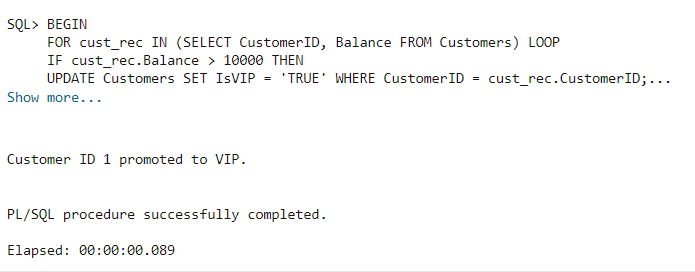 SQL> BEGIN
FOR cust_rec IN (SELECT CustomerID, Balance FROM Customers) LOOP
IF cust_rec.Balance > 10000 THEN
UPDATE Customers SET IsVIP = 'TRUE' WHERE CustomerID = cust_rec.CustomerID;...
Show more...
Customer ID 1 promoted to VIP.
PL/SQL procedure successfully completed.
Elapsed: 00:00:00.089